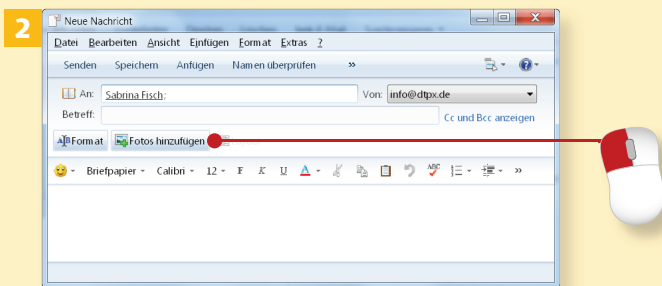 2
Neue Nachricht
Datei Bearbeiten Ansicht Einfügen Format Extras ?
Senden Speichern Anfügen Namen überprüfen »
An: Sabrina Fisch; Von: info@dtpx.de
Betreff: Cc und Bcc anzeigen
Format Fotos hinzufügen
Briefpapier Calibri 12 F K U A ABC »